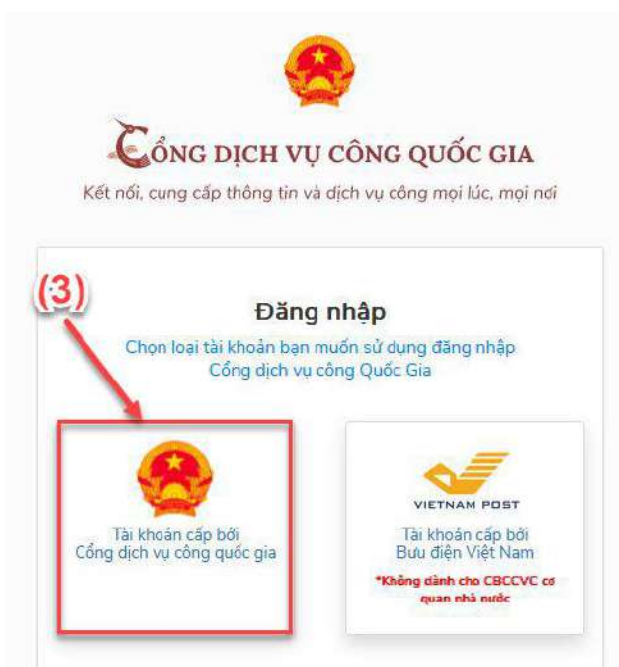 CỔNG DỊCH VỤ CÔNG QUỐC GIA
Kết nối, cung cấp thông tin và dịch vụ công mọi lúc, mọi nơi
(3)
Đăng nhập
Chọn loại tài khoản bạn muốn sử dụng đăng nhập
Cổng dịch vụ công Quốc Gia
Tài khoản cấp bởi
Cổng dịch vụ công quốc gia
VIETNAM POST
Tài khoản cấp bởi
Bưu điện Việt Nam
*Không dành cho CBCCVC cơ
quan nhà nước